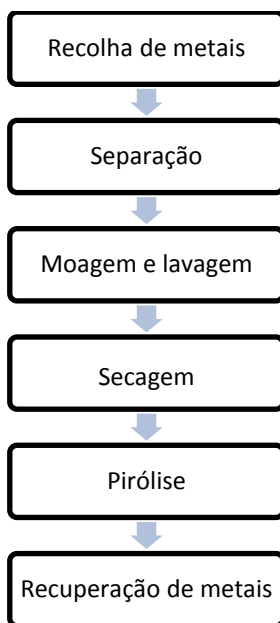 Recolha de metais
Separação
Moagem e lavagem
Secagem
Pirólise
Recuperação de metais